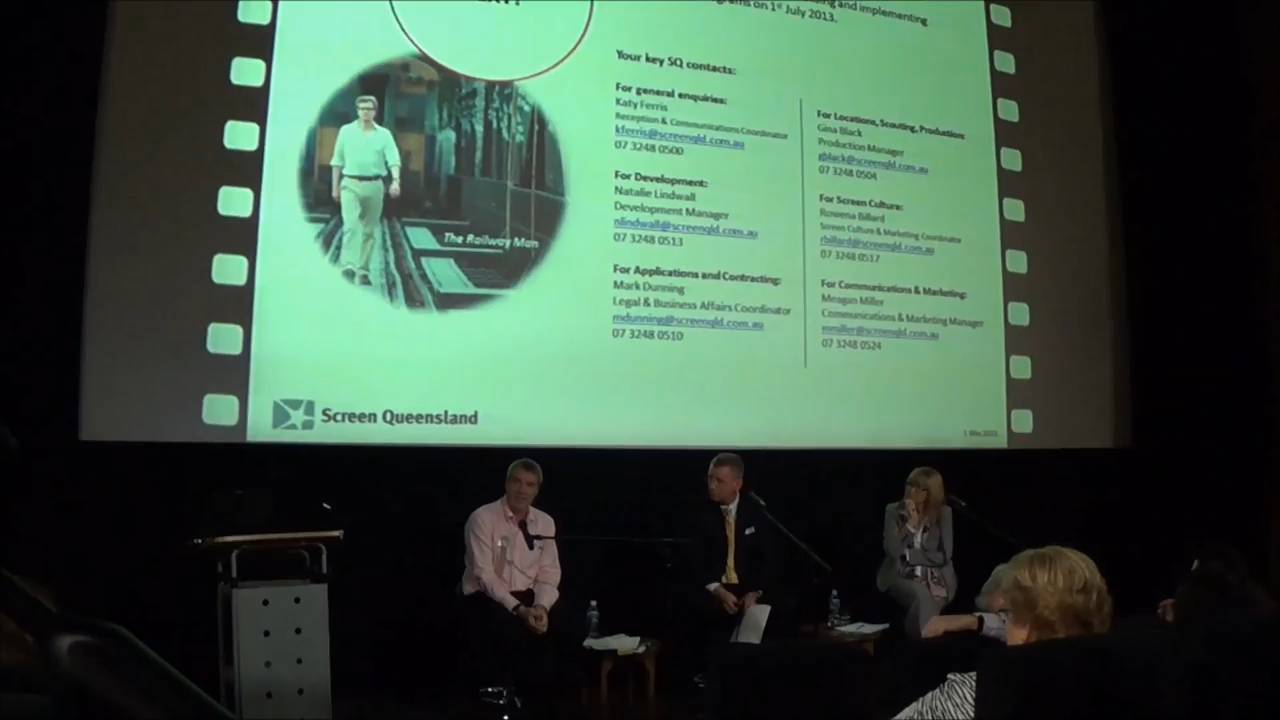 and implementing
on 1st July 2013.
Your key SQ contacts:
For general enquiries:
Katy Ferris
Reception & Communications Coordinator
kferris@screenqld.com.au
07 3248 0500
For Development:
Natalie Lindwall
Development Manager
nlindwall@screenqld.com.au
07 3248 0513
For Applications and Contracting:
Mark Dunning
Legal & Business Affairs Coordinator
mdunning@screenqld.com.au
07 3248 0510
For Locations, Scouting, Production:
Gina Black
Production Manager
gblack@screenqld.com.au
07 3248 0504
For Screen Culture:
Rowena Billard
Screen Culture & Marketing Coordinator
rbillard@screenqld.com.au
07 3248 0517
For Communications & Marketing:
Meagan Miller
Communications & Marketing Manager
mmiller@screenqld.com.au
07 3248 0524
The Railway Man
Screen Queensland